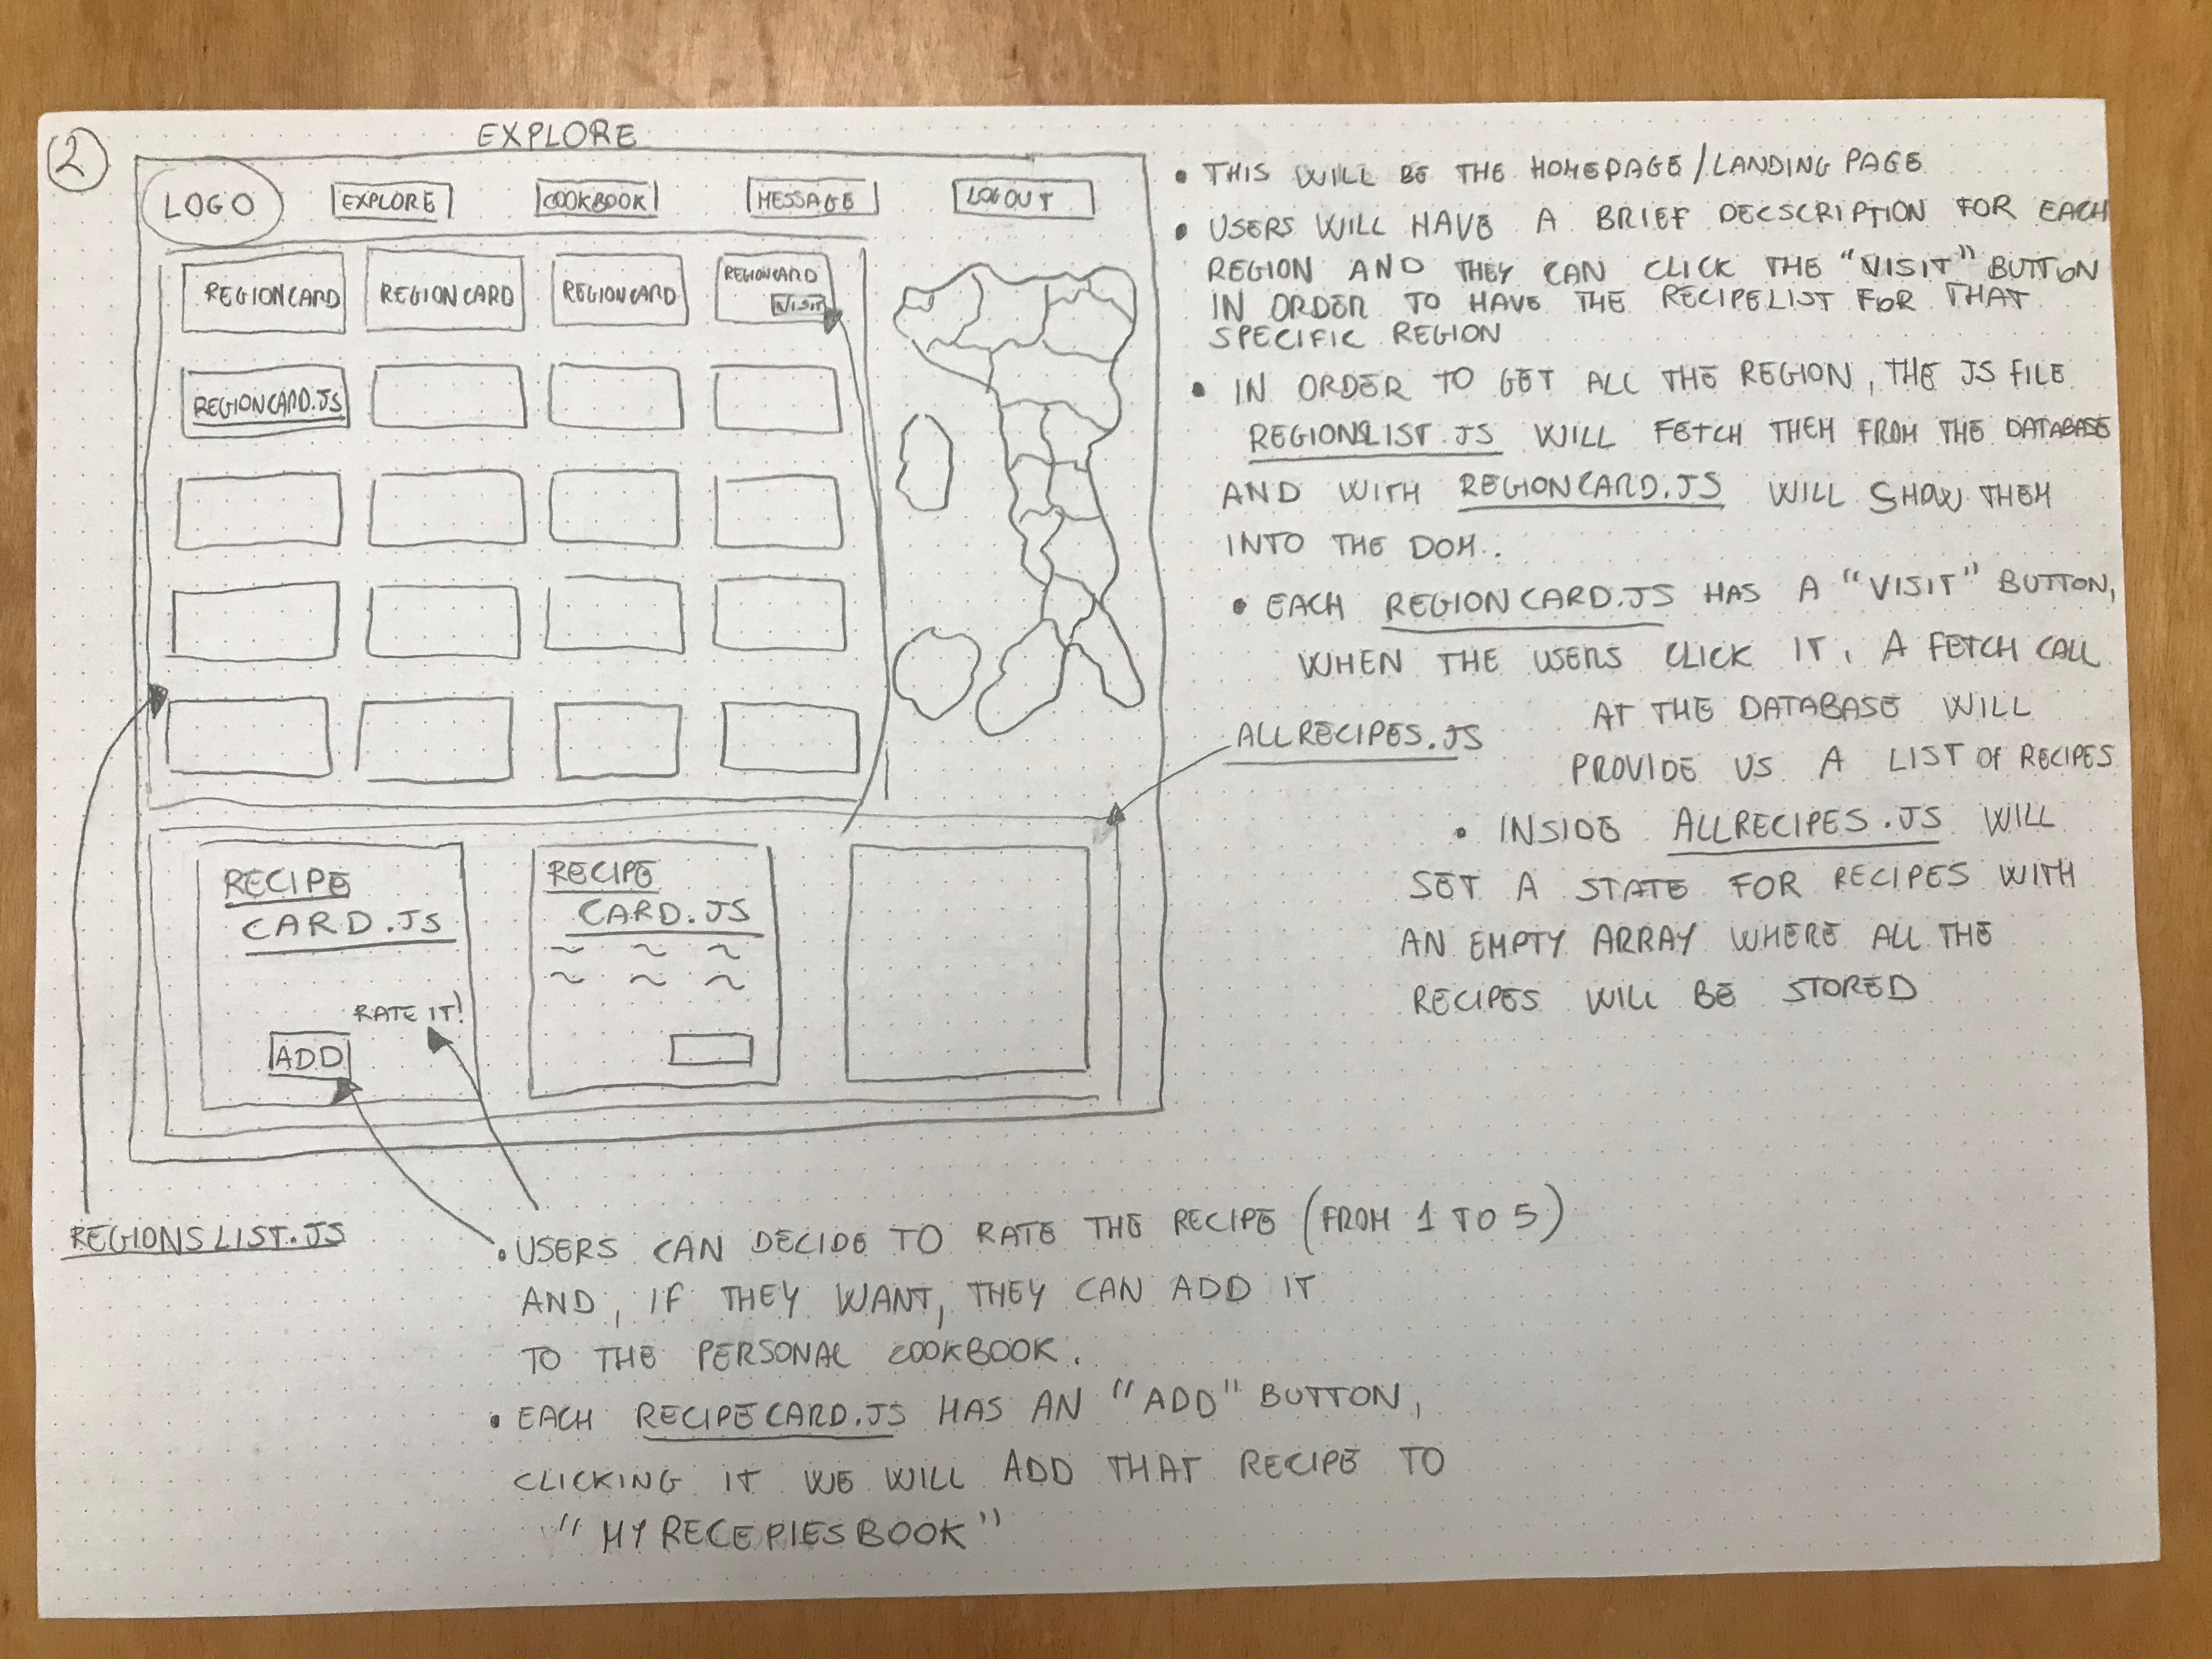 2
EXPLORE
LOGO
EXPLORE
COOKBOOK
MESSAGE
LOGOUT
REGIONCARD
REGIONCARD
REGIONCARD
REGIONCARD
VISIT
REGIONCARD.JS
RECIPE
CARD.JS
RATE IT!
ADD
RECIPE
CARD.JS
ALLRECIPES.JS
REGIONSLIST.JS
• THIS WILL BE THE HOMEPAGE/LANDING PAGE
• USERS WILL HAVE A BRIEF DECSCRIPTION FOR EACH
REGION AND THEY CAN CLICK THE "VISIT" BUTTON
IN ORDER TO HAVE THE RECIPELIST FOR THAT
SPECIFIC REGION
• IN ORDER TO GET ALL THE REGION, THE JS FILE
REGIONSLIST.JS WILL FETCH THEM FROM THE DATABASE
AND WITH REGIONCARD.JS WILL SHOW THEM
INTO THE DOM.
• EACH REGIONCARD.JS HAS A "VISIT" BUTTON,
WHEN THE USERS CLICK IT, A FETCH CALL
AT THE DATABASE WILL
PROVIDE US A LIST OF RECIPES
• INSIDE ALLRECIPES.JS WILL
SET A STATE FOR RECIPES WITH
AN EMPTY ARRAY WHERE ALL THE
RECIPES WILL BE STORED
• USERS CAN DECIDE TO RATE THE RECIPE (FROM 1 TO 5)
AND, IF THEY WANT, THEY CAN ADD IT
TO THE PERSONAL COOKBOOK.
• EACH RECIPECARD.JS HAS AN "ADD" BUTTON,
CLICKING IT WE WILL ADD THAT RECIPE TO
"MYRECEPIESBOOK"